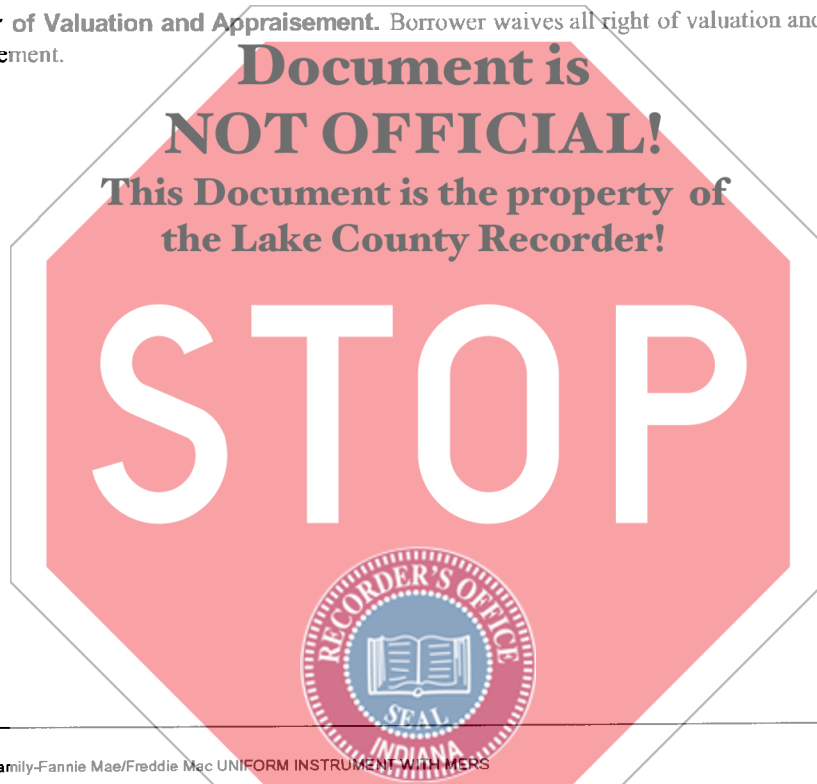 of Valuation and Appraisement. Borrower waives all right of valuation and
ement.
Document is
NOT OFFICIAL!
This Document is the property of
the Lake County Recorder!
STOP
RECORDER'S OFFICE
SEAL
INDIANA
amily-Fannie Mae/Freddie Mac UNIFORM INSTRUMENT WITH MERS